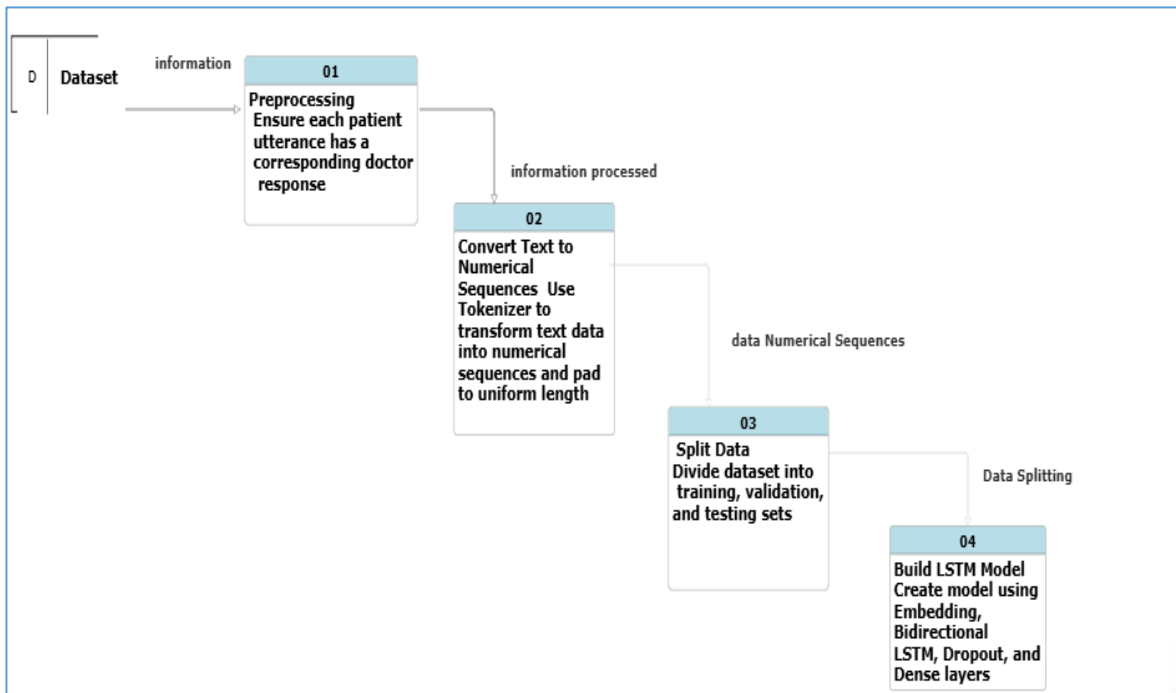 D Dataset
information
01
Preprocessing
Ensure each patient
utterance has a
corresponding doctor
response
information processed
02
Convert Text to
Numerical
Sequences Use
Tokenizer to
transform text data
into numerical
sequences and pad
to uniform length
data Numerical Sequences
03
Split Data
Divide dataset into
training, validation,
and testing sets
Data Splitting
04
Build LSTM Model
Create model using
Embedding,
Bidirectional
LSTM, Dropout, and
Dense layers